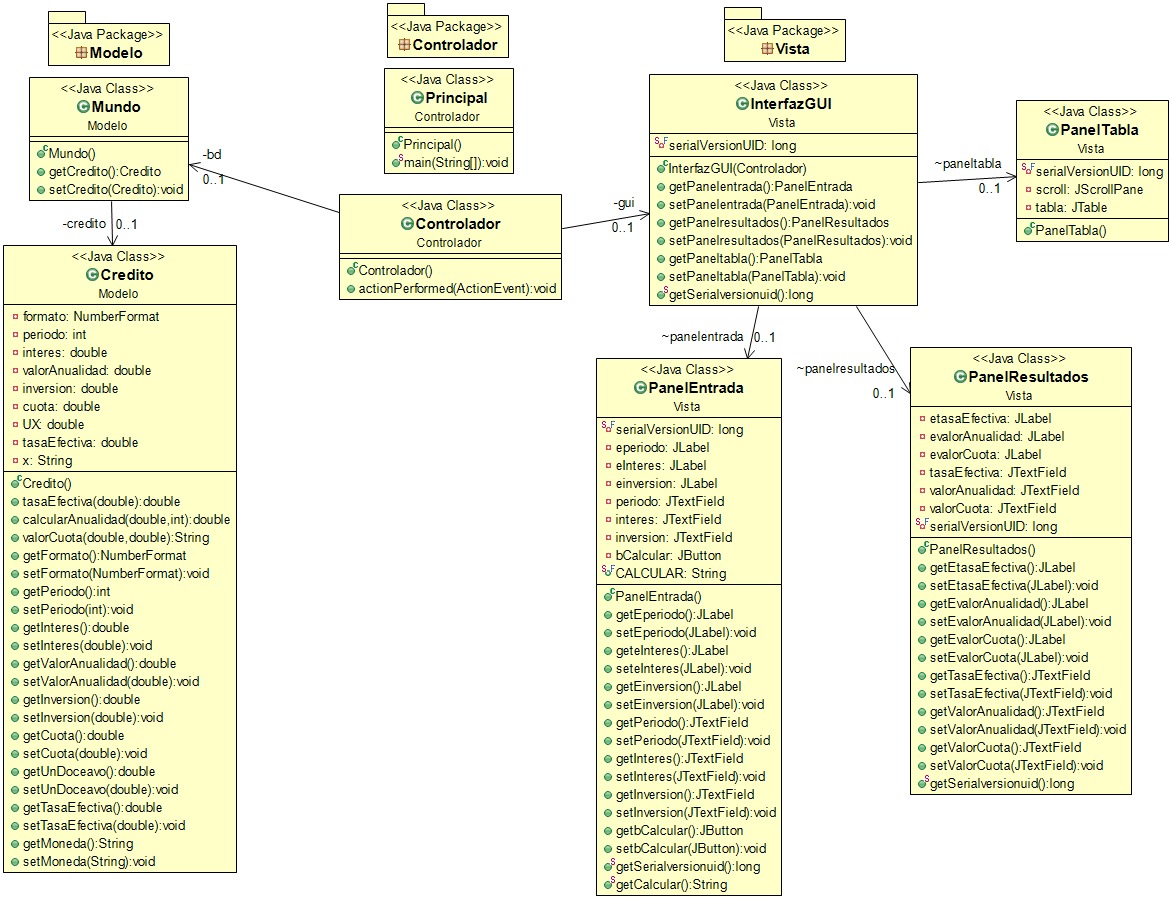 <<Java Package>>
Modelo
<<Java Package>>
Controlador
<<Java Package>>
Vista
<<Java Class>>
Mundo
Modelo
Mundo()
getCredito():Credito
setCredito(Credito):void
-bd
0..1
-credito
0..1
<<Java Class>>
Credito
Modelo
formato: NumberFormat
periodo: int
interes: double
valorAnualidad: double
inversion: double
cuota: double
UX: double
tasaEfectiva: double
x: String
Credito()
tasaEfectiva(double):double
calcularAnualidad(double,int):double
valorCuota(double,double):String
getFormato():NumberFormat
setFormato(NumberFormat):void
getPeriodo():int
setPeriodo(int):void
getInteres():double
setInteres(double):void
getValorAnualidad():double
setValorAnualidad(double):void
getInversion():double
setInversion(double):void
getCuota():double
setCuota(double):void
getUnDoceavo():double
setUnDoceavo(double):void
getTasaEfectiva():double
setTasaEfectiva(double):void
getMoneda():String
setMoneda(String):void
<<Java Class>>
Principal
Controlador
Principal()
main(String[]):void
<<Java Class>>
Controlador
Controlador
Controlador()
actionPerformed(ActionEvent):void
-gui
0..1
<<Java Class>>
InterfazGUI
Vista
serialVersionUID: long
InterfazGUI(Controlador)
getPanelentrada():PanelEntrada
setPanelentrada(PanelEntrada):void
getPanelresultados():PanelResultados
setPanelresultados(PanelResultados):void
getPaneltabla():PanelTabla
setPaneltabla(PanelTabla):void
getSerialversionuid():long
~paneltabla
0..1
<<Java Class>>
PanelTabla
Vista
serialVersionUID: long
scroll: JScrollPane
tabla: JTable
PanelTabla()
~panelentrada
0..1
<<Java Class>>
PanelEntrada
Vista
serialVersionUID: long
eperiodo: JLabel
eInteres: JLabel
einversion: JLabel
periodo: JTextField
interes: JTextField
inversion: JTextField
bCalcular: JButton
CALCULAR: String
PanelEntrada()
getEperiodo():JLabel
setEperiodo(JLabel):void
geteInteres():JLabel
seteInteres(JLabel):void
getEinversion():JLabel
setEinversion(JLabel):void
getPeriodo():JTextField
setPeriodo(JTextField):void
getInteres():JTextField
setInteres(JTextField):void
getInversion():JTextField
setInversion(JTextField):void
getbCalcular():JButton
setbCalcular(JButton):void
getSerialversionuid():long
getCalcular():String
~panelresultados
0..1
<<Java Class>>
PanelResultados
Vista
etasaEfectiva: JLabel
evalorAnualidad: JLabel
evalorCuota: JLabel
tasaEfectiva: JTextField
valorAnualidad: JTextField
valorCuota: JTextField
serialVersionUID: long
PanelResultados()
getEtasaEfectiva():JLabel
setEtasaEfectiva(JLabel):void
getEvalorAnualidad():JLabel
setEvalorAnualidad(JLabel):void
getEvalorCuota():JLabel
setEvalorCuota(JLabel):void
getTasaEfectiva():JTextField
setTasaEfectiva(JTextField):void
getValorAnualidad():JTextField
setValorAnualidad(JTextField):void
getValorCuota():JTextField
setValorCuota(JTextField):void
getSerialversionuid():long